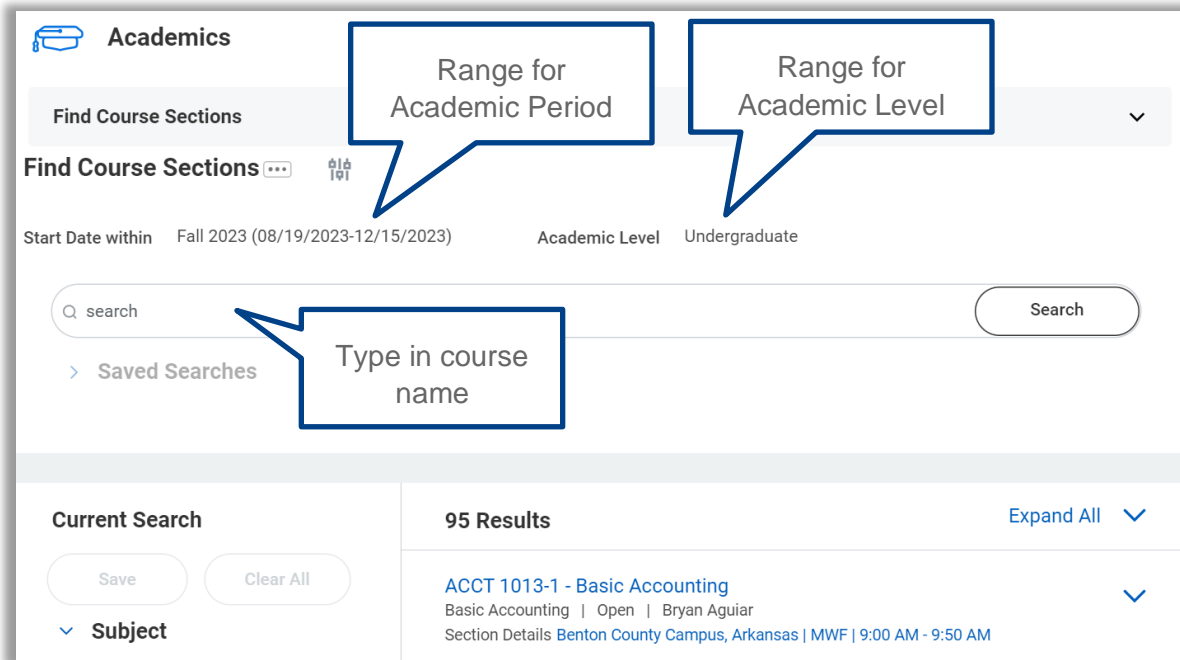 Academics
Range for
Academic Period
Range for
Academic Level
Find Course Sections
Find Course Sections
Start Date within Fall 2023 (08/19/2023-12/15/2023) Academic Level Undergraduate
search Search
Type in course
name
Saved Searches
Current Search
95 Results Expand All
Save Clear All
ACCT 1013-1 - Basic Accounting
Basic Accounting | Open | Bryan Aguiar
Subject
Section Details Benton County Campus, Arkansas | MWF | 9:00 AM - 9:50 AM